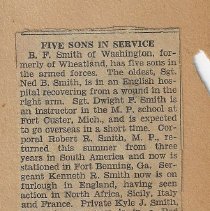 FIVE SONS IN SERVICE
B. F. Smith of Washington, for-
merly of Wheatland, has five sons in
the armed forces. The oldest, Sgt.
Ned B. Smith, is in an English hos-
pital recovering from a wound in the
right arm. Sgt. Dwight F. Smith is
an instructor in the M. P. school at
Fort Custer, Mich., and is expected
to go overseas in a short time. Cor-
poral Robert R. Smith, M. P., re-
turned this summer from three
years in South America and now is
stationed in Fort Benning, Ga. Ser-
geant Kenneth R. Smith now is on
furlough in England, having seen
action in North Africa, Sicily, Italy
and France. Private Kyle J. Smith,